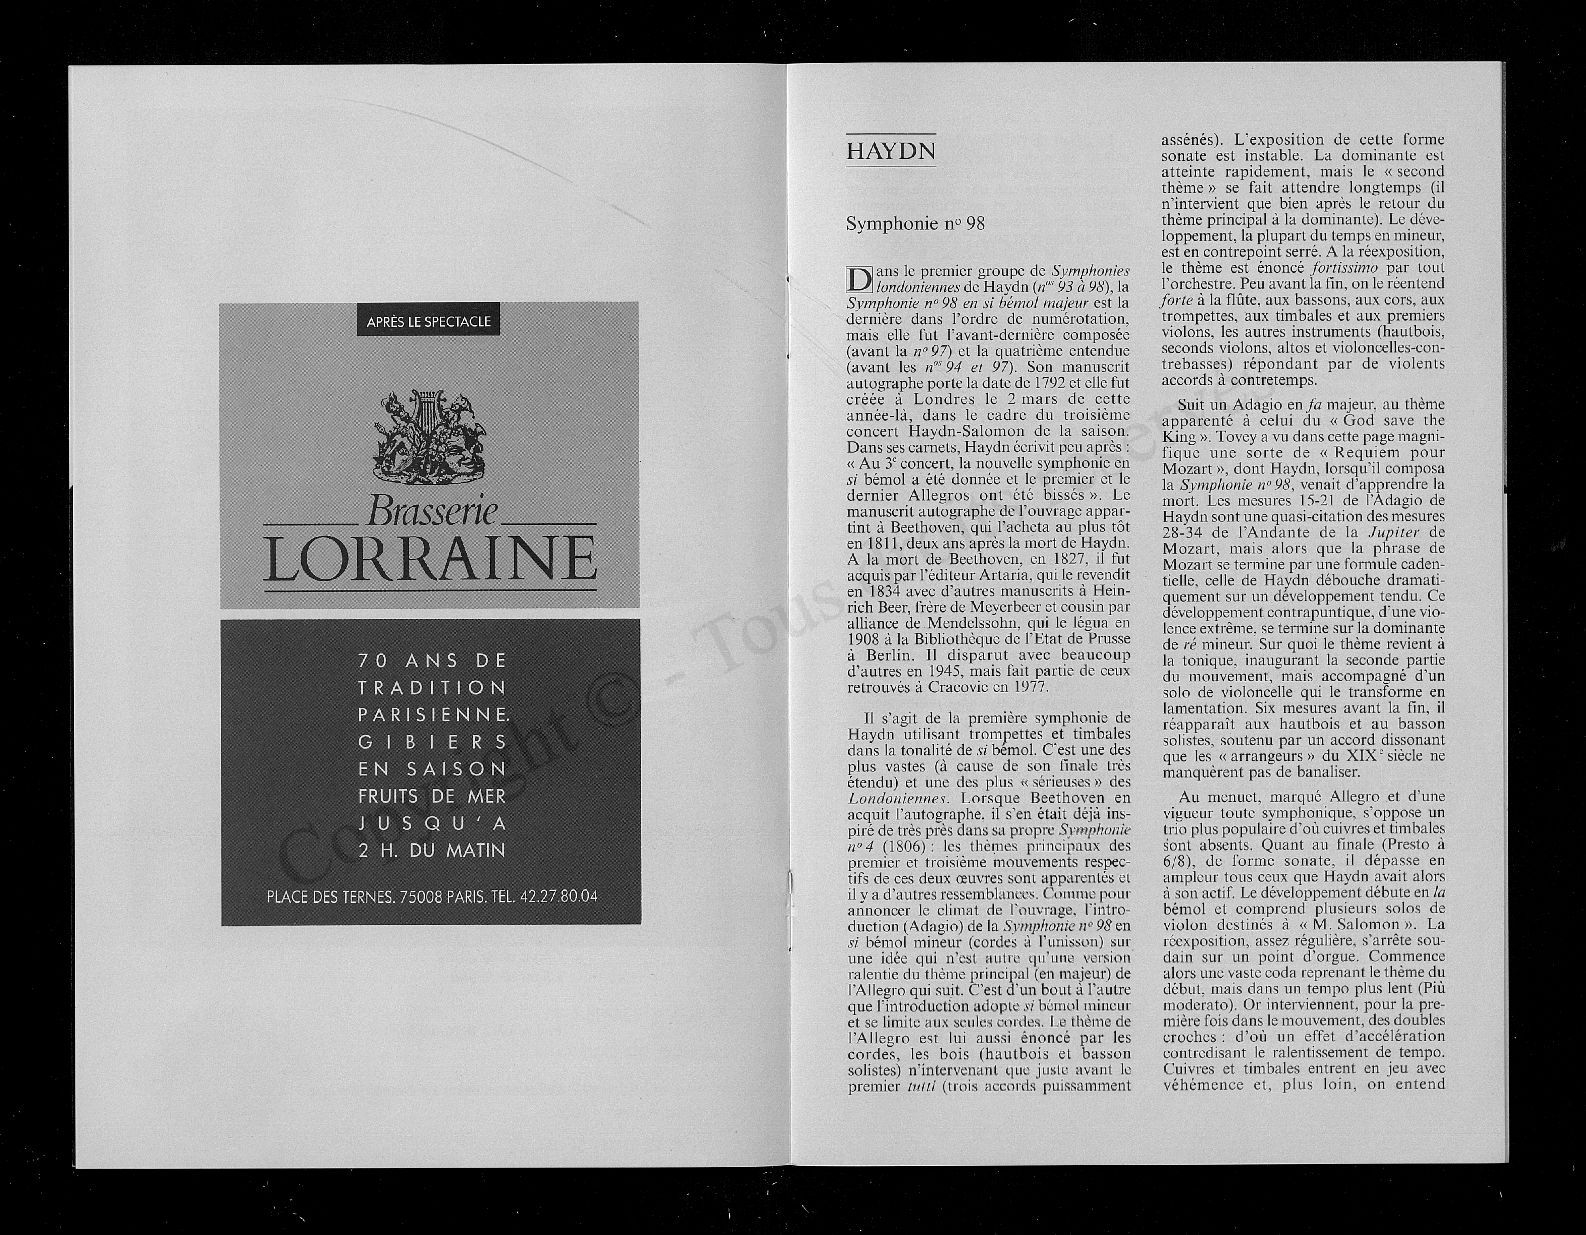 APRÈS LE SPECTACLE
Brasserie
LORRAINE
70 ANS DE
TRADITION
PARISIENNE.
GIBIERS
EN SAISON
FRUITS DE MER
JUSQU'A
2 H. DU MATIN
PLACE DES TERNES. 75008 PARIS. TEL. 42.27.80.04
HAYDN
Symphonie nº 98
Dans le premier groupe de Symphonies
londoniennes de Haydn (nos 93 à 98), la
Symphonie nº 98 en si bémol majeur est la
dernière dans l'ordre de numérotation,
mais elle fut l'avant-dernière composée
(avant la nº 97) et la quatrième entendue
(avant les nos 94 et 97). Son manuscrit
autographe porte la date de 1792 et elle fut
créée à Londres le 2 mars de cette
année-là, dans le cadre du troisième
concert Haydn-Salomon de la saison.
Dans ses carnets, Haydn écrivit peu après :
« Au 3e concert, la nouvelle symphonie en
si bémol a été donnée et le premier et le
dernier Allegros ont été bissés ». Le
manuscrit autographe de l'ouvrage appar-
tint à Beethoven, qui l'acheta au plus tôt
en 1811, deux ans après la mort de Haydn.
A la mort de Beethoven, en 1827, il fut
acquis par l'éditeur Artaria, qui le revendit
en 1834 avec d'autres manuscrits à Hein-
rich Beer, frère de Meyerbeer et cousin par
alliance de Mendelssohn, qui le légua en
1908 à la Bibliothèque de l'Etat de Prusse
à Berlin. Il disparut avec beaucoup
d'autres en 1945, mais fait partie de ceux
retrouvés à Cracovie en 1977.
Il s'agit de la première symphonie de
Haydn utilisant trompettes et timbales
dans la tonalité de si bémol. C'est une des
plus vastes (à cause de son finale très
étendu) et une des plus « sérieuses » des
Londoniennes. Lorsque Beethoven en
acquit l'autographe, il s'en était déjà ins-
piré de très près dans sa propre Symphonie
nº 4 (1806) : les thèmes principaux des
premier et troisième mouvements respec-
tifs de ces deux œuvres sont apparentés et
il y a d'autres ressemblances. Comme pour
annoncer le climat de l'ouvrage, l'intro-
duction (Adagio) de la Symphonie nº 98 en
si bémol mineur (cordes à l'unisson) sur
une idée qui n'est autre qu'une version
ralentie du thème principal (en majeur) de
l'Allegro qui suit. C'est d'un bout à l'autre
que l'introduction adopte si bémol mineur
et se limite aux seules cordes. Le thème de
l'Allegro est lui aussi énoncé par les
cordes, les bois (hautbois et basson
solistes) n'intervenant que juste avant le
premier tutti (trois accords puissamment
assénés). L'exposition de cette forme
sonate est instable. La dominante est
atteinte rapidement, mais le « second
thème » se fait attendre longtemps (il
n'intervient que bien après le retour du
thème principal à la dominante). Le déve-
loppement, la plupart du temps en mineur,
est en contrepoint serré. A la réexposition,
le thème est énoncé fortissimo par tout
l'orchestre. Peu avant la fin, on le réentend
forte à la flûte, aux bassons, aux cors, aux
trompettes, aux timbales et aux premiers
violons, les autres instruments (hautbois,
seconds violons, altos et violoncelles-con-
trebasses) répondant par de violents
accords à contretemps.
Suit un Adagio en fa majeur, au thème
apparenté à celui du « God save the
King ». Tovey a vu dans cette page magni-
fique une sorte de « Requiem pour
Mozart », dont Haydn, lorsqu'il composa
la Symphonie nº 98, venait d'apprendre la
mort. Les mesures 15-21 de l'Adagio de
Haydn sont une quasi-citation des mesures
28-34 de l'Andante de la Jupiter de
Mozart, mais alors que la phrase de
Mozart se termine par une formule caden-
tielle, celle de Haydn débouche dramati-
quement sur un développement tendu. Ce
développement contrapuntique, d'une vio-
lence extrême, se termine sur la dominante
de ré mineur. Sur quoi le thème revient à
la tonique, inaugurant la seconde partie
du mouvement, mais accompagné d'un
solo de violoncelle qui le transforme en
lamentation. Six mesures avant la fin, il
réapparaît aux hautbois et au basson
solistes, soutenu par un accord dissonant
que les « arrangeurs » du XIXe siècle ne
manquèrent pas de banaliser.
Au menuet, marqué Allegro et d'une
vigueur toute symphonique, s'oppose un
trio plus populaire d'où cuivres et timbales
sont absents. Quant au finale (Presto à
6/8), de forme sonate, il dépasse en
ampleur tous ceux que Haydn avait alors
à son actif. Le développement débute en la
bémol et comprend plusieurs solos de
violon destinés à « M. Salomon ». La
réexposition, assez régulière, s'arrête sou-
dain sur un point d'orgue. Commence
alors une vaste coda reprenant le thème du
début, mais dans un tempo plus lent (Più
moderato). Or interviennent, pour la pre-
mière fois dans le mouvement, des doubles
croches : d'où un effet d'accélération
contredisant le ralentissement de tempo.
Cuivres et timbales entrent en jeu avec
véhémence et, plus loin, on entend
Copyright © - Tous